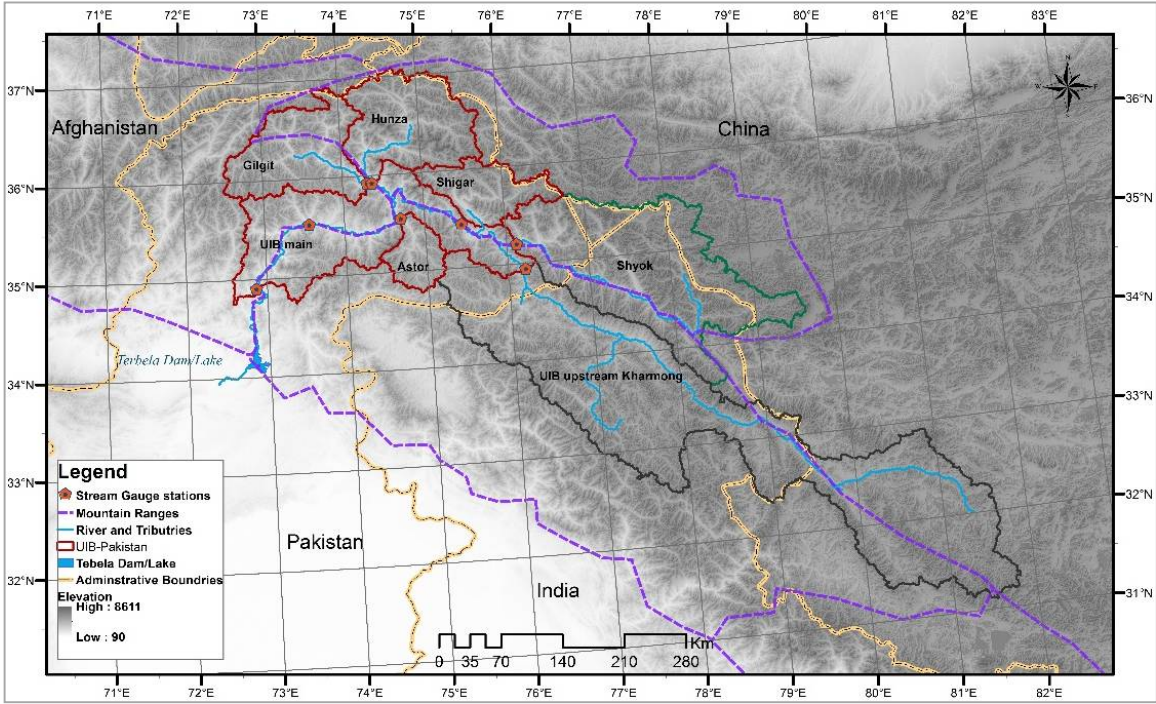 71°E 72°E 73°E 74°E 75°E 76°E 77°E 78°E 79°E 80°E 81°E 82°E 83°E
N
W E
S
37°N
36°N
Afghanistan
China
Hunza
Gilgit
Shigar
36°N
35°N
UIB main
Astor
Shyok
35°N
34°N
Terbela Dam/Lake
UIB upstream Kharmong
34°N
33°N
Legend
Stream Gauge stations
Mountain Ranges
River and Tributries
UIB-Pakistan
Tebela Dam/Lake
Adminstrative Boundries
Elevation
High : 8611
Low : 90
33°N
32°N
Pakistan
India
32°N
31°N
Km
0 35 70 140 210 280
71°E 72°E 73°E 74°E 75°E 76°E 77°E 78°E 79°E 80°E 81°E 82°E